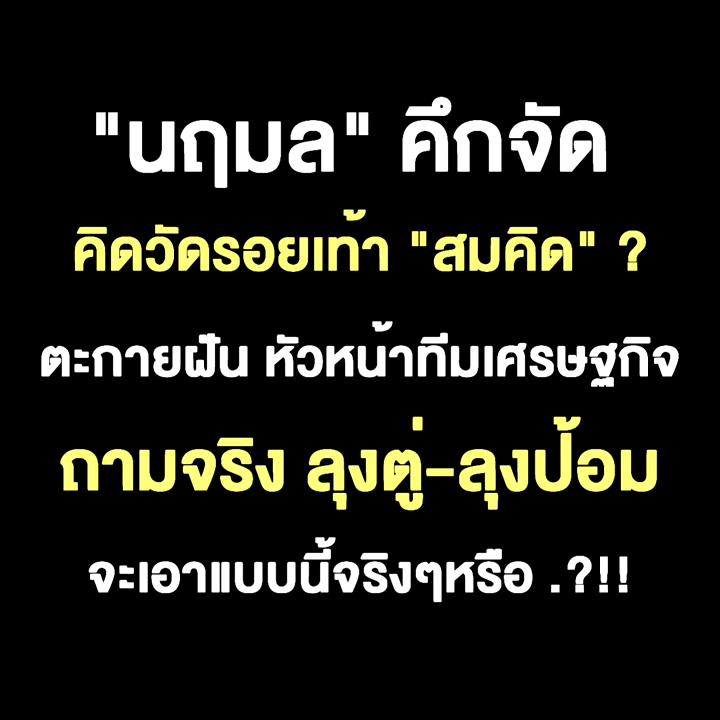 "นฤมล" คึกจัด
คิดวัดรอยเท้า "สมคิด" ?
ตะกายฝัน หัวหน้าทีมเศรษฐกิจ
ถามจริง ลุงตู่-ลุงป้อม
จะเอาแบบนี้จริงๆหรือ .?!!